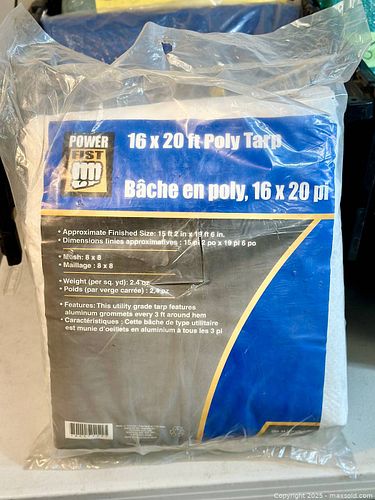 POWER
FIST
16 x 20 ft Poly Tarp
Bâche en poly, 16 x 20 pi
• Approximate Finished Size: 15 ft 2 in x 19 ft 6 in.
• Dimensions finies approximatives : 15 pi 2 po x 19 pi 6 po
• Mesh: 8 x 8
• Maillage : 8 x 8
• Weight (per sq. yd): 2.4 oz
• Poids (par verge carrée) : 2,4 oz
• Features: This utility grade tarp features
aluminum grommets every 3 ft around hem
• Caractéristiques : Cette bâche de type utilitaire
est munie d'oeillets en aluminium à tous les 3 pi
Copyright 2025 - maxsold.com